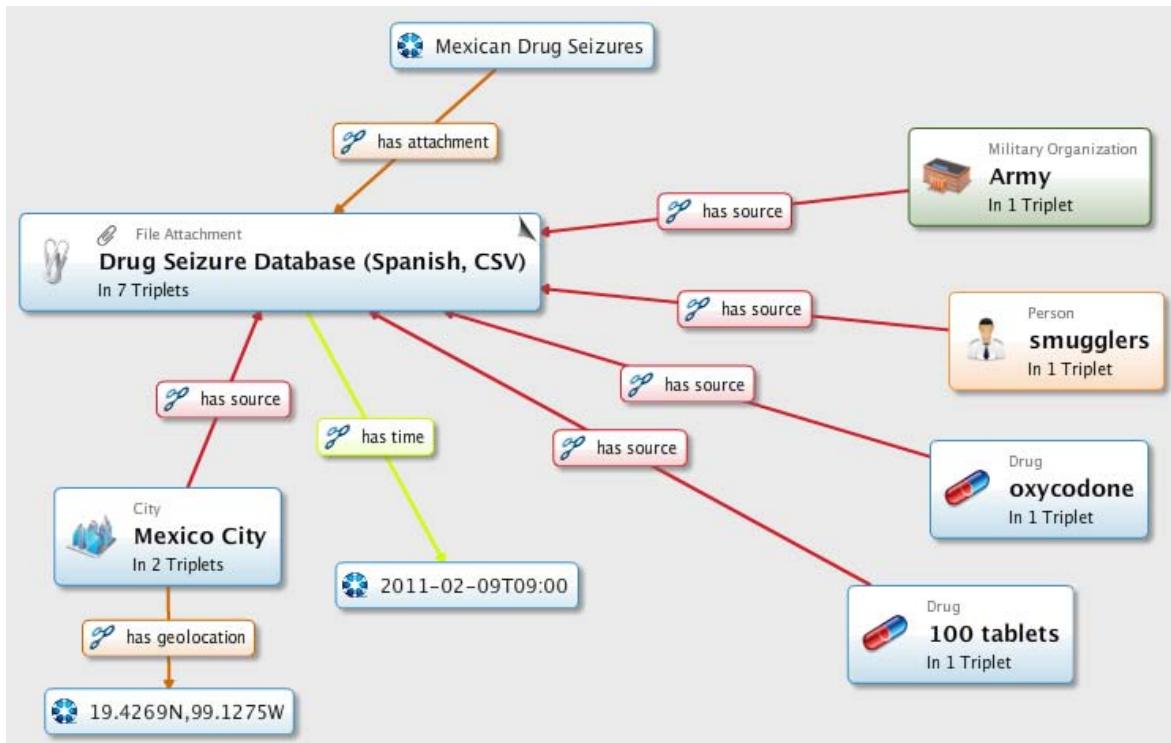 Mexican Drug Seizures
has attachment
Military Organization
Army
In 1 Triplet
has source
File Attachment
Drug Seizure Database (Spanish, CSV)
In 7 Triplets
has source
Person
smugglers
In 1 Triplet
has source
has source
has time
has source
Drug
oxycodone
In 1 Triplet
City
Mexico City
In 2 Triplets
2011-02-09T09:00
Drug
100 tablets
In 1 Triplet
has geolocation
19.4269N,99.1275W